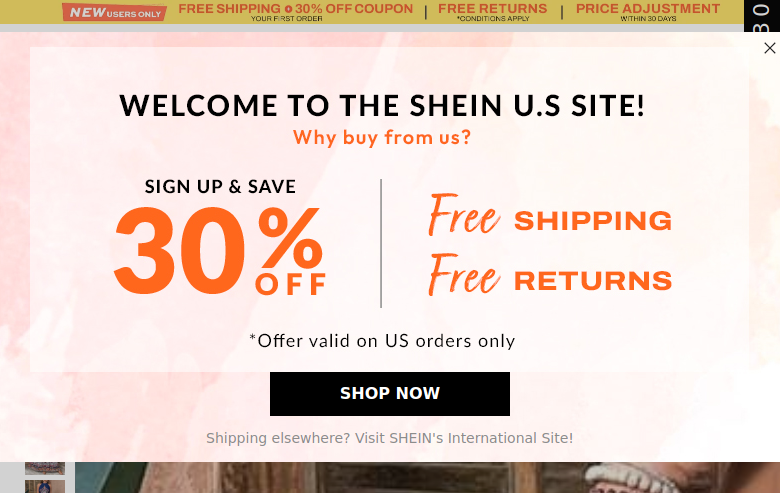 NEW USERS ONLY FREE SHIPPING 30% OFF COUPON | FREE RETURNS | PRICE ADJUSTMENT
YOUR FIRST ORDER *CONDITIONS APPLY WITHIN 30 DAYS
WELCOME TO THE SHEIN U.S SITE!
Why buy from us?
SIGN UP & SAVE
30% OFF
Free SHIPPING
Free RETURNS
*Offer valid on US orders only
SHOP NOW
Shipping elsewhere? Visit SHEIN's International Site!